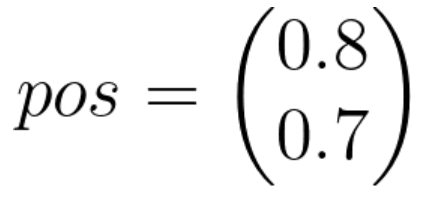 pos = (0.8
0.7)